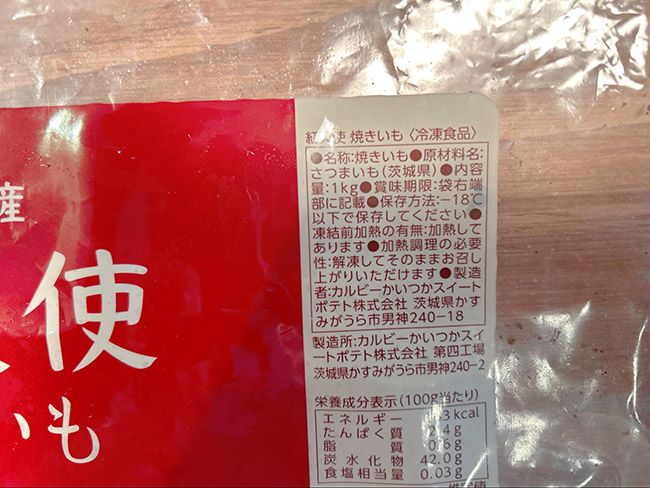 産
使
いも
紅 使 焼きいも〈冷凍食品〉
●名称:焼きいも●原材料名:
さつまいも(茨城県)●内容
量:1kg●賞味期限:袋右端
部に記載●保存方法:-18℃
以下で保存してください●
凍結前加熱の有無:加熱して
あります●加熱調理の必要
性:解凍してそのままお召し
上がりいただけます●製造
者:カルビーかいつかスイート
ポテト株式会社 茨城県かす
みがうら市男神240-18
製造所:カルビーかいつかスイ
ートポテト株式会社 第四工場
茨城県かすみがうら市男神240-2
栄養成分表示(100g当たり)
エネルギー 3kcal
たんぱく質 2.4g
脂質 0.6g
炭水化物 42.0g
食塩相当量 0.03g